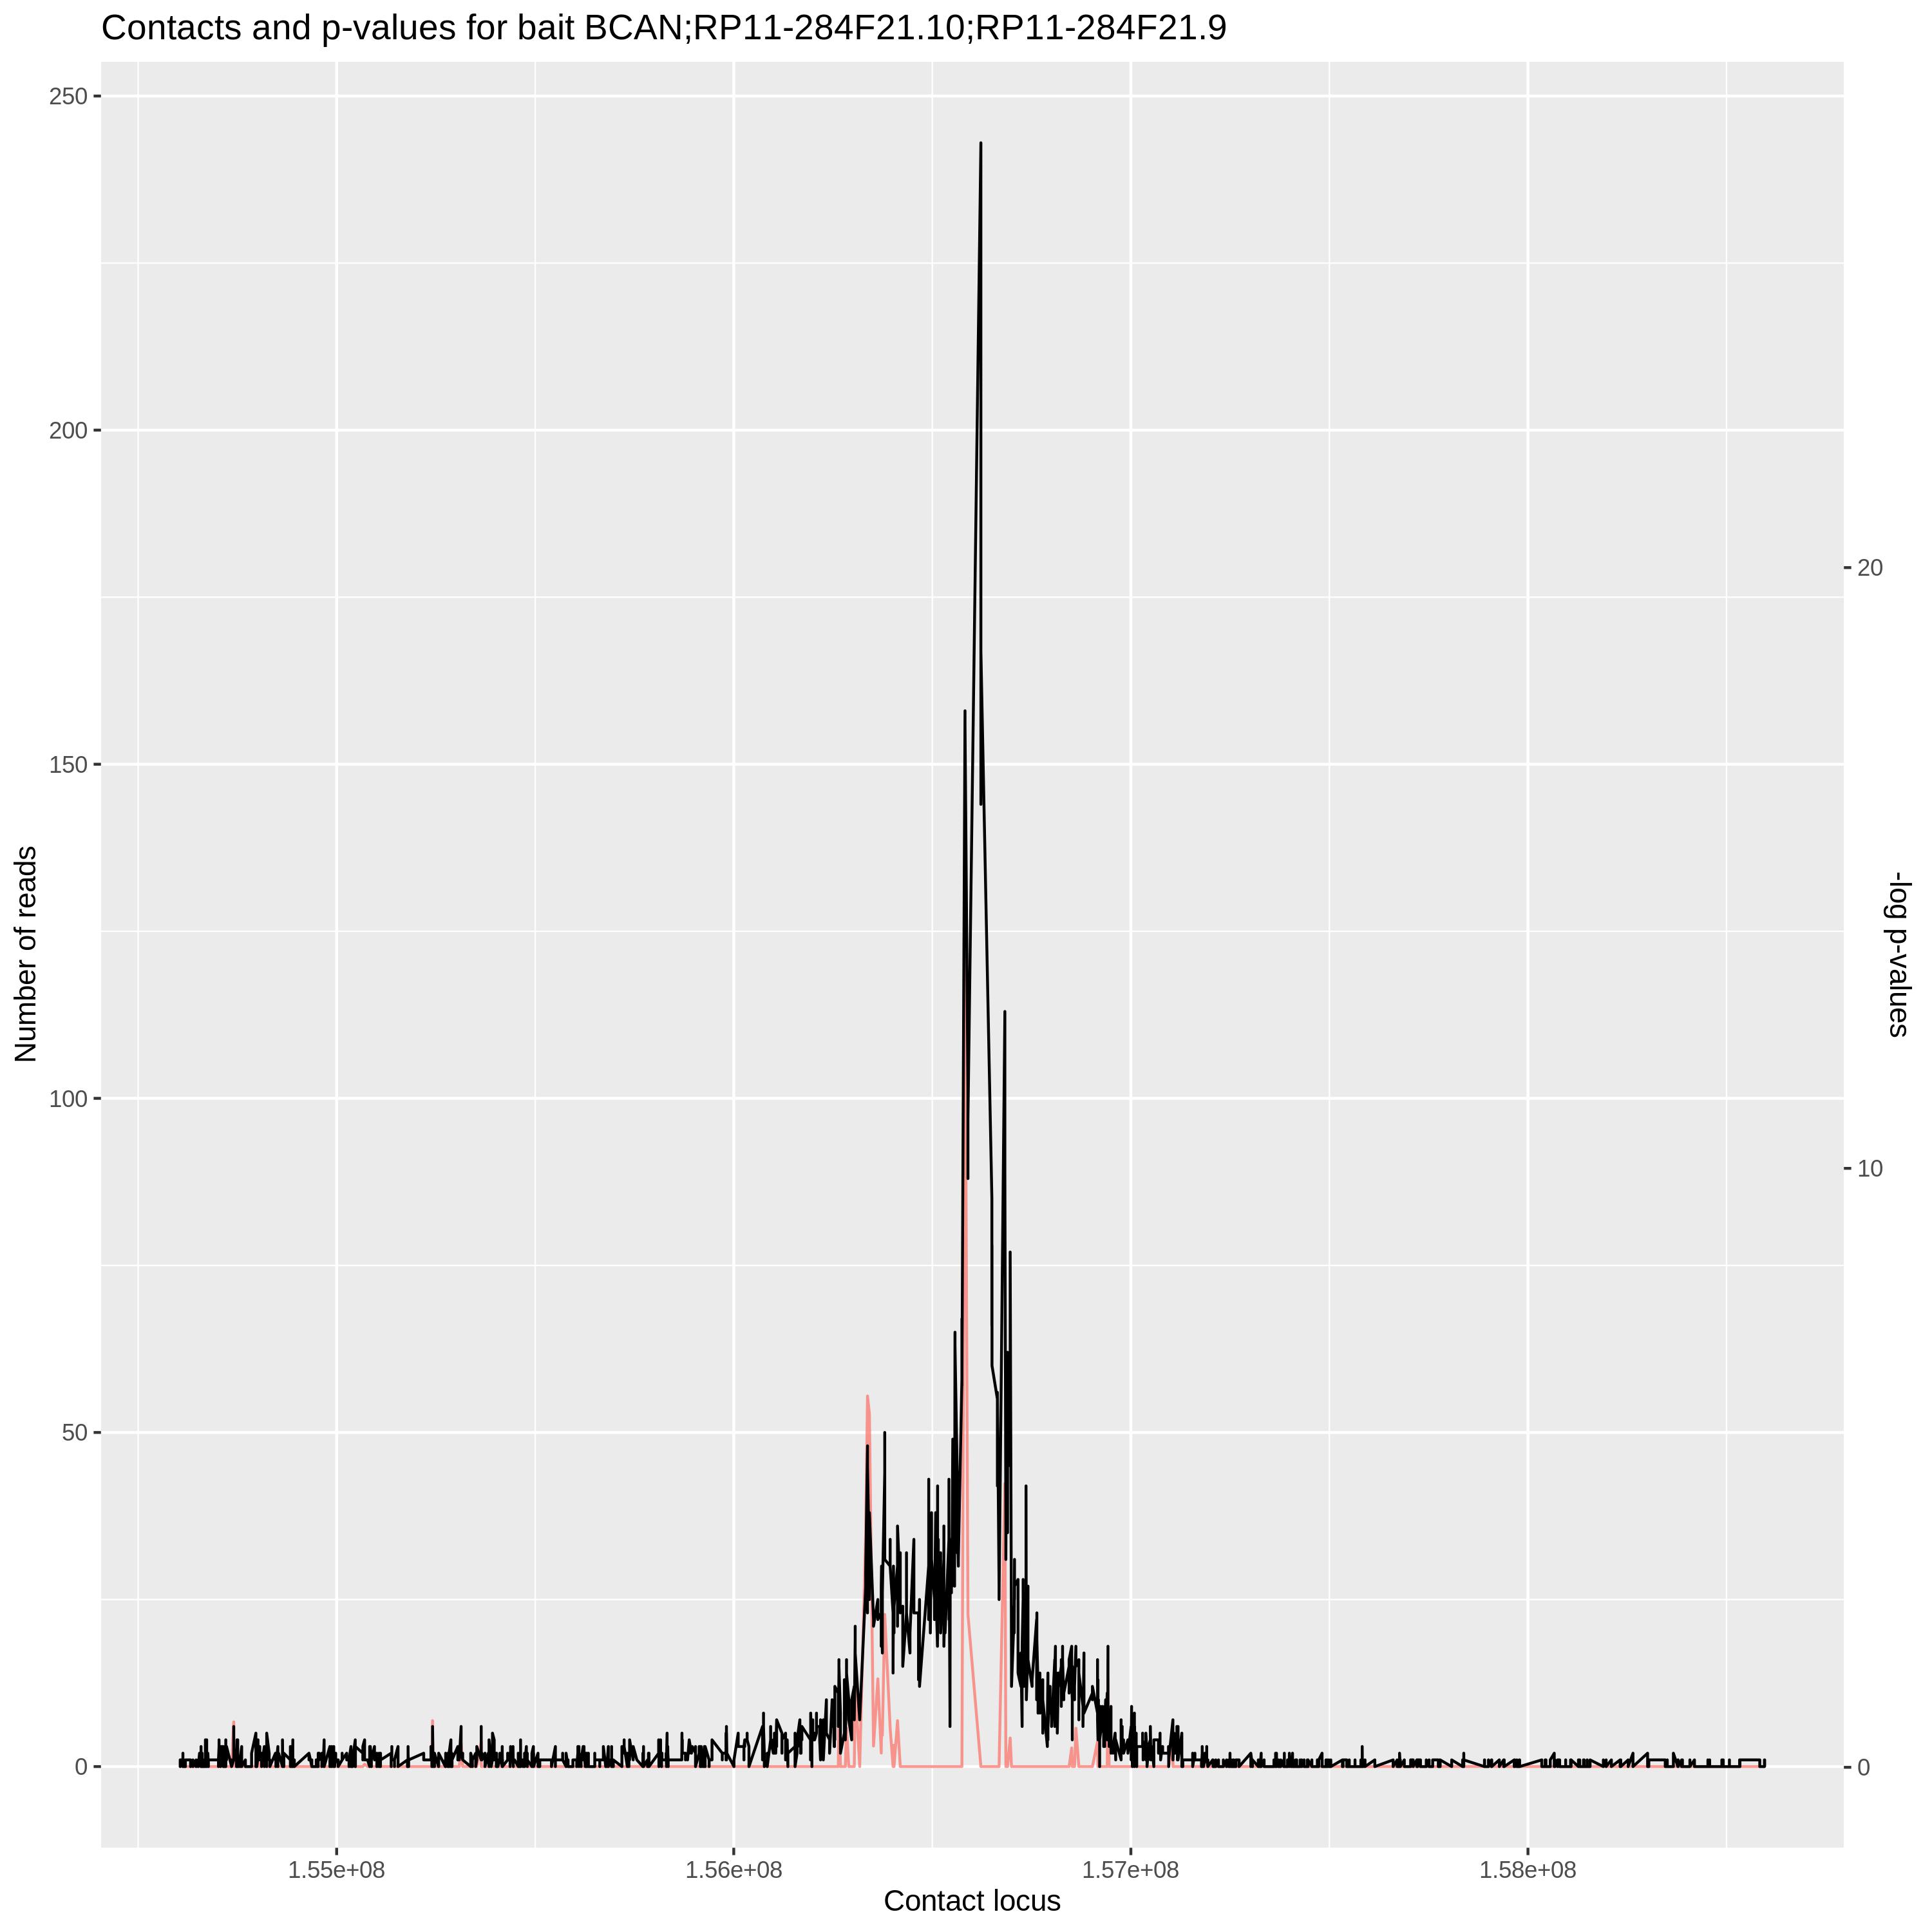 Contacts and p-values for bait BCAN;RP11-284F21.10;RP11-284F21.9
250
200
150
100
50
0
Number of reads
20
10
0
-log p-values
1.55e+08 1.56e+08 1.57e+08 1.58e+08
Contact locus